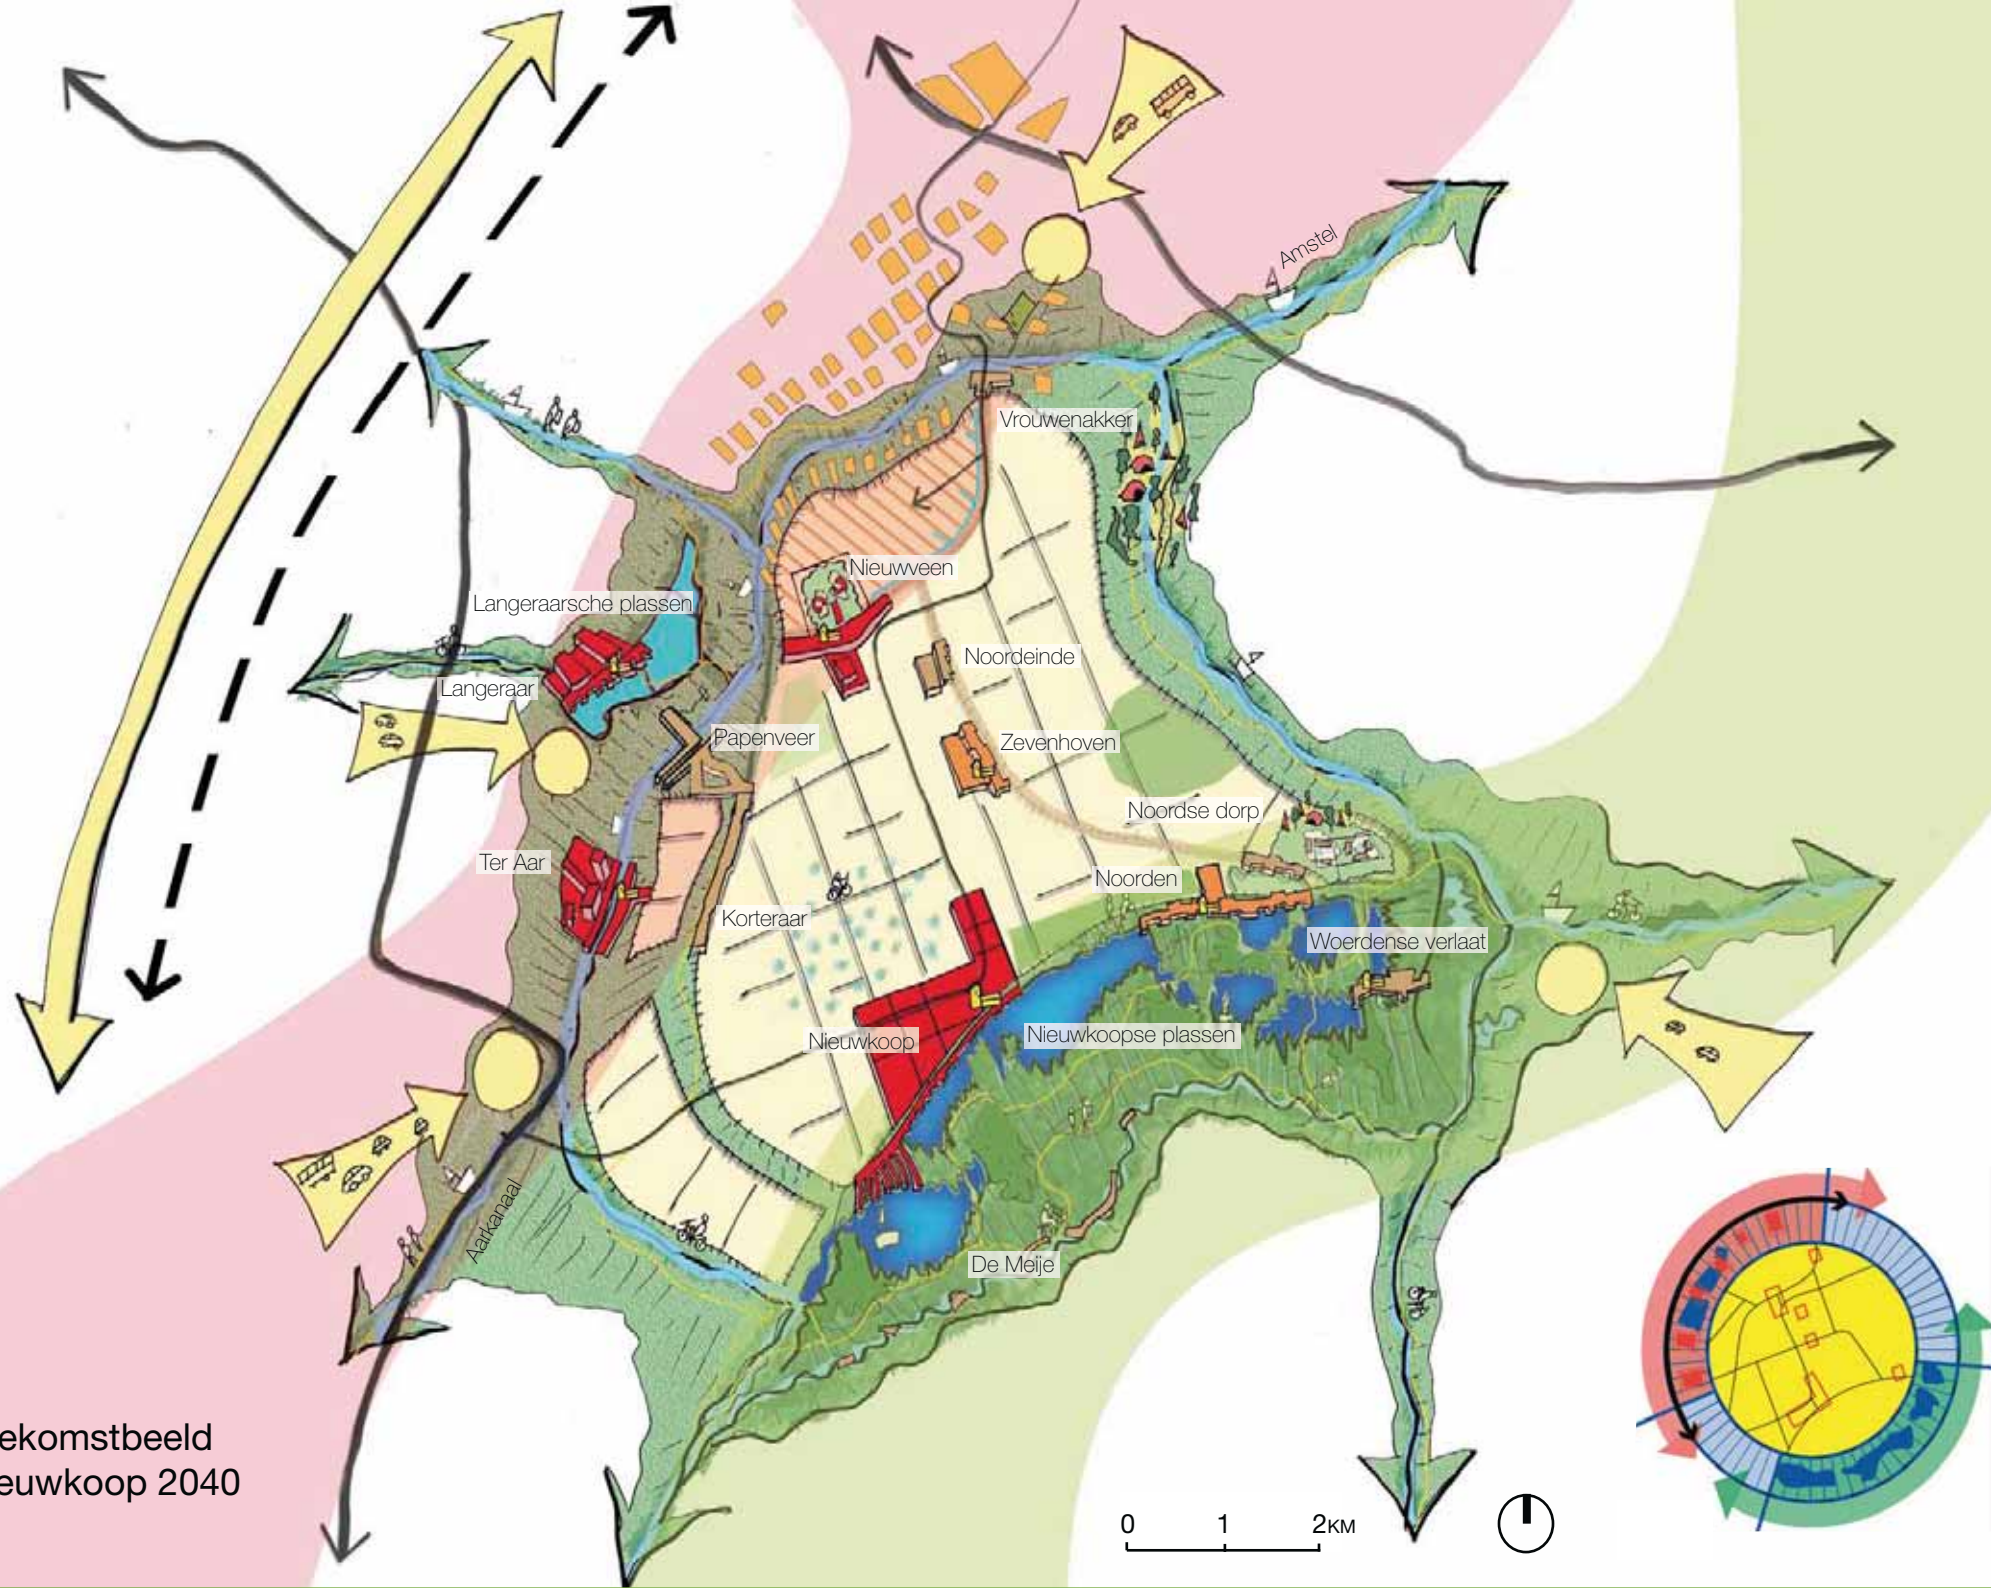 Amstel
Vrouwenakker
Nieuwveen
Langeraarsche plassen
Noordeinde
Langeraar
Papenveer
Zevenhoven
Noordse dorp
Ter Aar
Noorden
Korteraar
Woerdense verlaat
Nieuwkoopse plassen
Nieuwkoop
Aarkanaal
De Meije
ekomstbeeld
euwkoop 2040
0 1 2KM